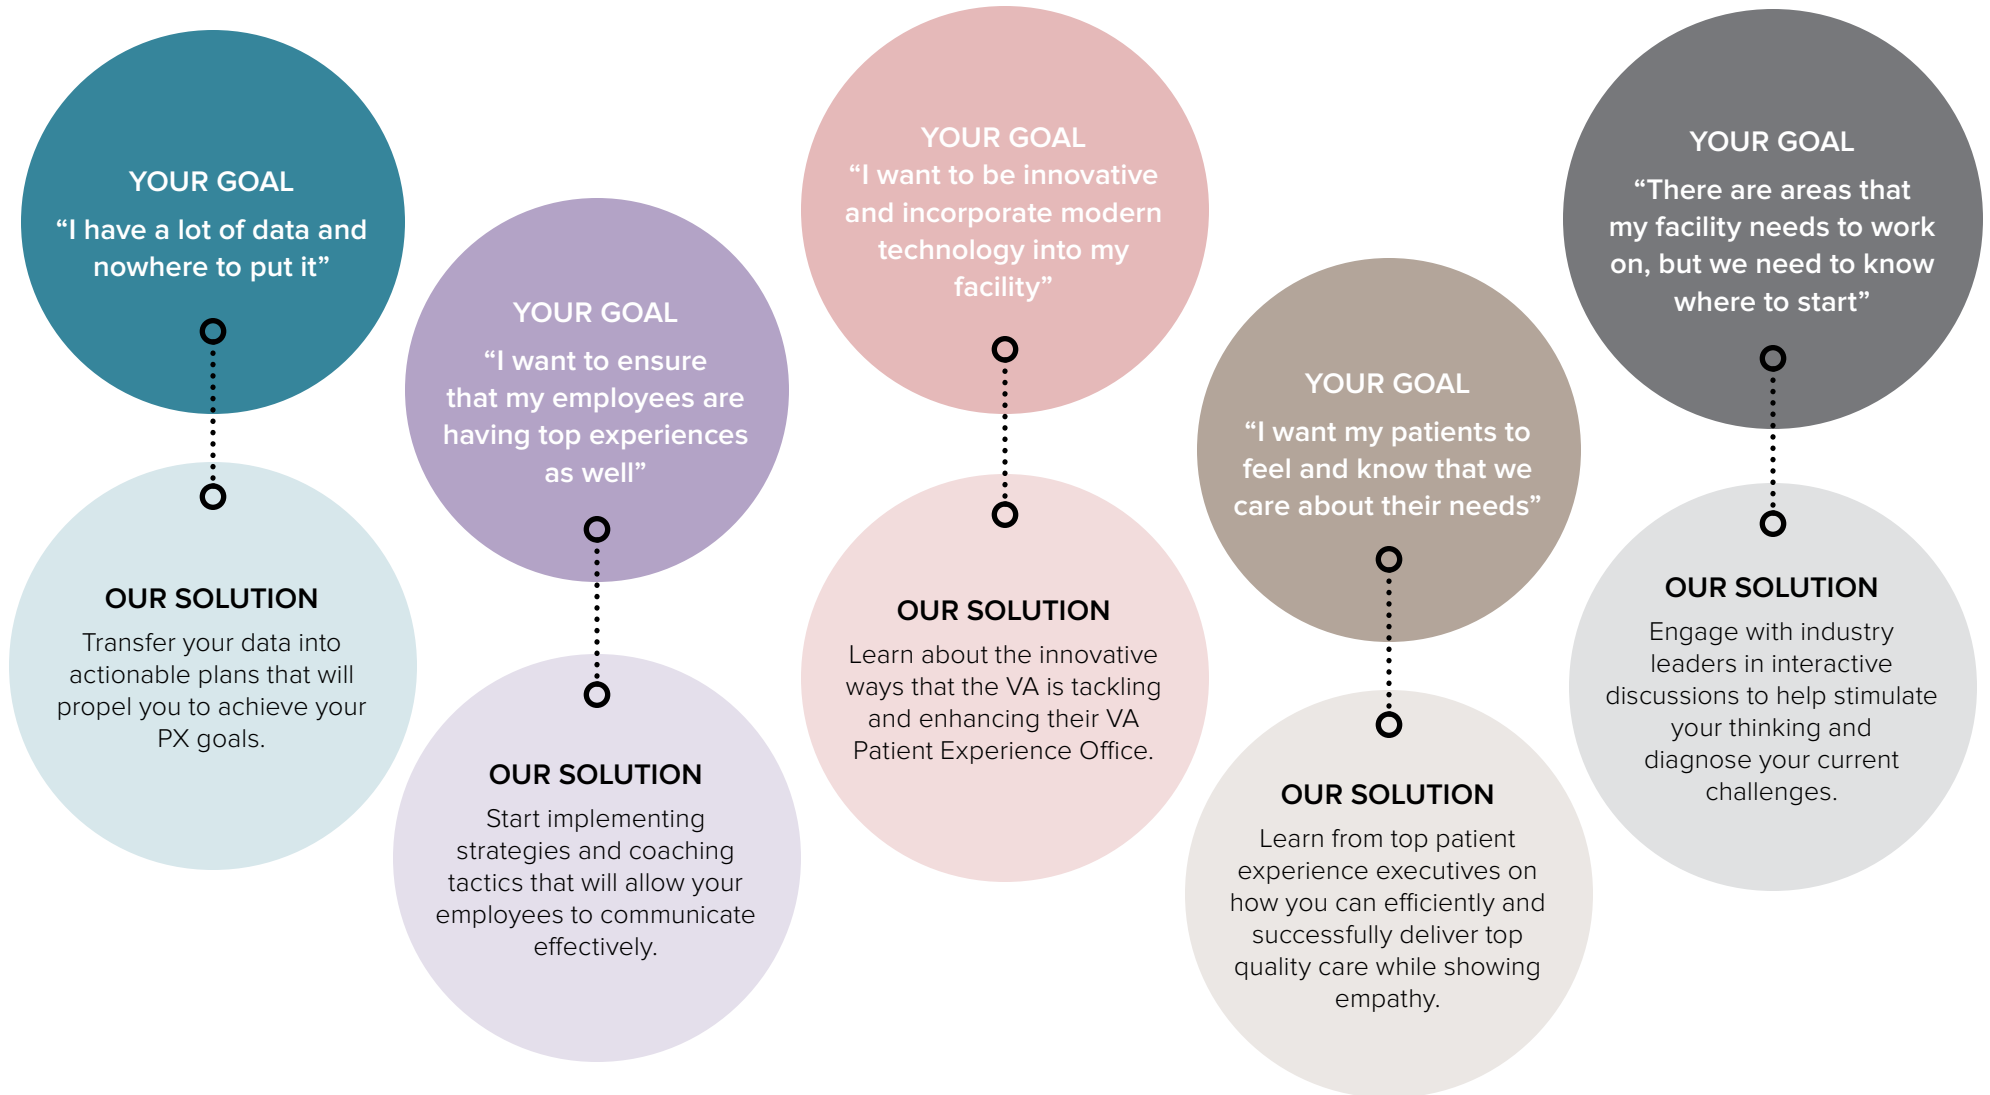 YOUR GOAL
“I have a lot of data and
nowhere to put it”
OUR SOLUTION
Transfer your data into
actionable plans that will
propel you to achieve your
PX goals.
YOUR GOAL
“I want to ensure
that my employees are
having top experiences
as well”
OUR SOLUTION
Start implementing
strategies and coaching
tactics that will allow your
employees to communicate
effectively.
YOUR GOAL
“I want to be innovative
and incorporate modern
technology into my
facility”
OUR SOLUTION
Learn about the innovative
ways that the VA is tackling
and enhancing their VA
Patient Experience Office.
YOUR GOAL
“I want my patients to
feel and know that we
care about their needs”
OUR SOLUTION
Learn from top patient
experience executives on
how you can efficiently and
successfully deliver top
quality care while showing
empathy.
YOUR GOAL
“There are areas that
my facility needs to work
on, but we need to know
where to start”
OUR SOLUTION
Engage with industry
leaders in interactive
discussions to help stimulate
your thinking and
diagnose your current
challenges.